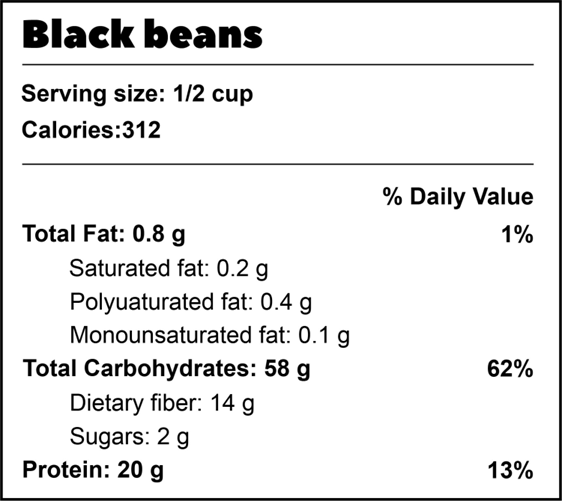 Black beans
Serving size: 1/2 cup
Calories:312
% Daily Value
Total Fat: 0.8 g 1%
Saturated fat: 0.2 g
Polyuaturated fat: 0.4 g
Monounsaturated fat: 0.1 g
Total Carbohydrates: 58 g 62%
Dietary fiber: 14 g
Sugars: 2 g
Protein: 20 g 13%